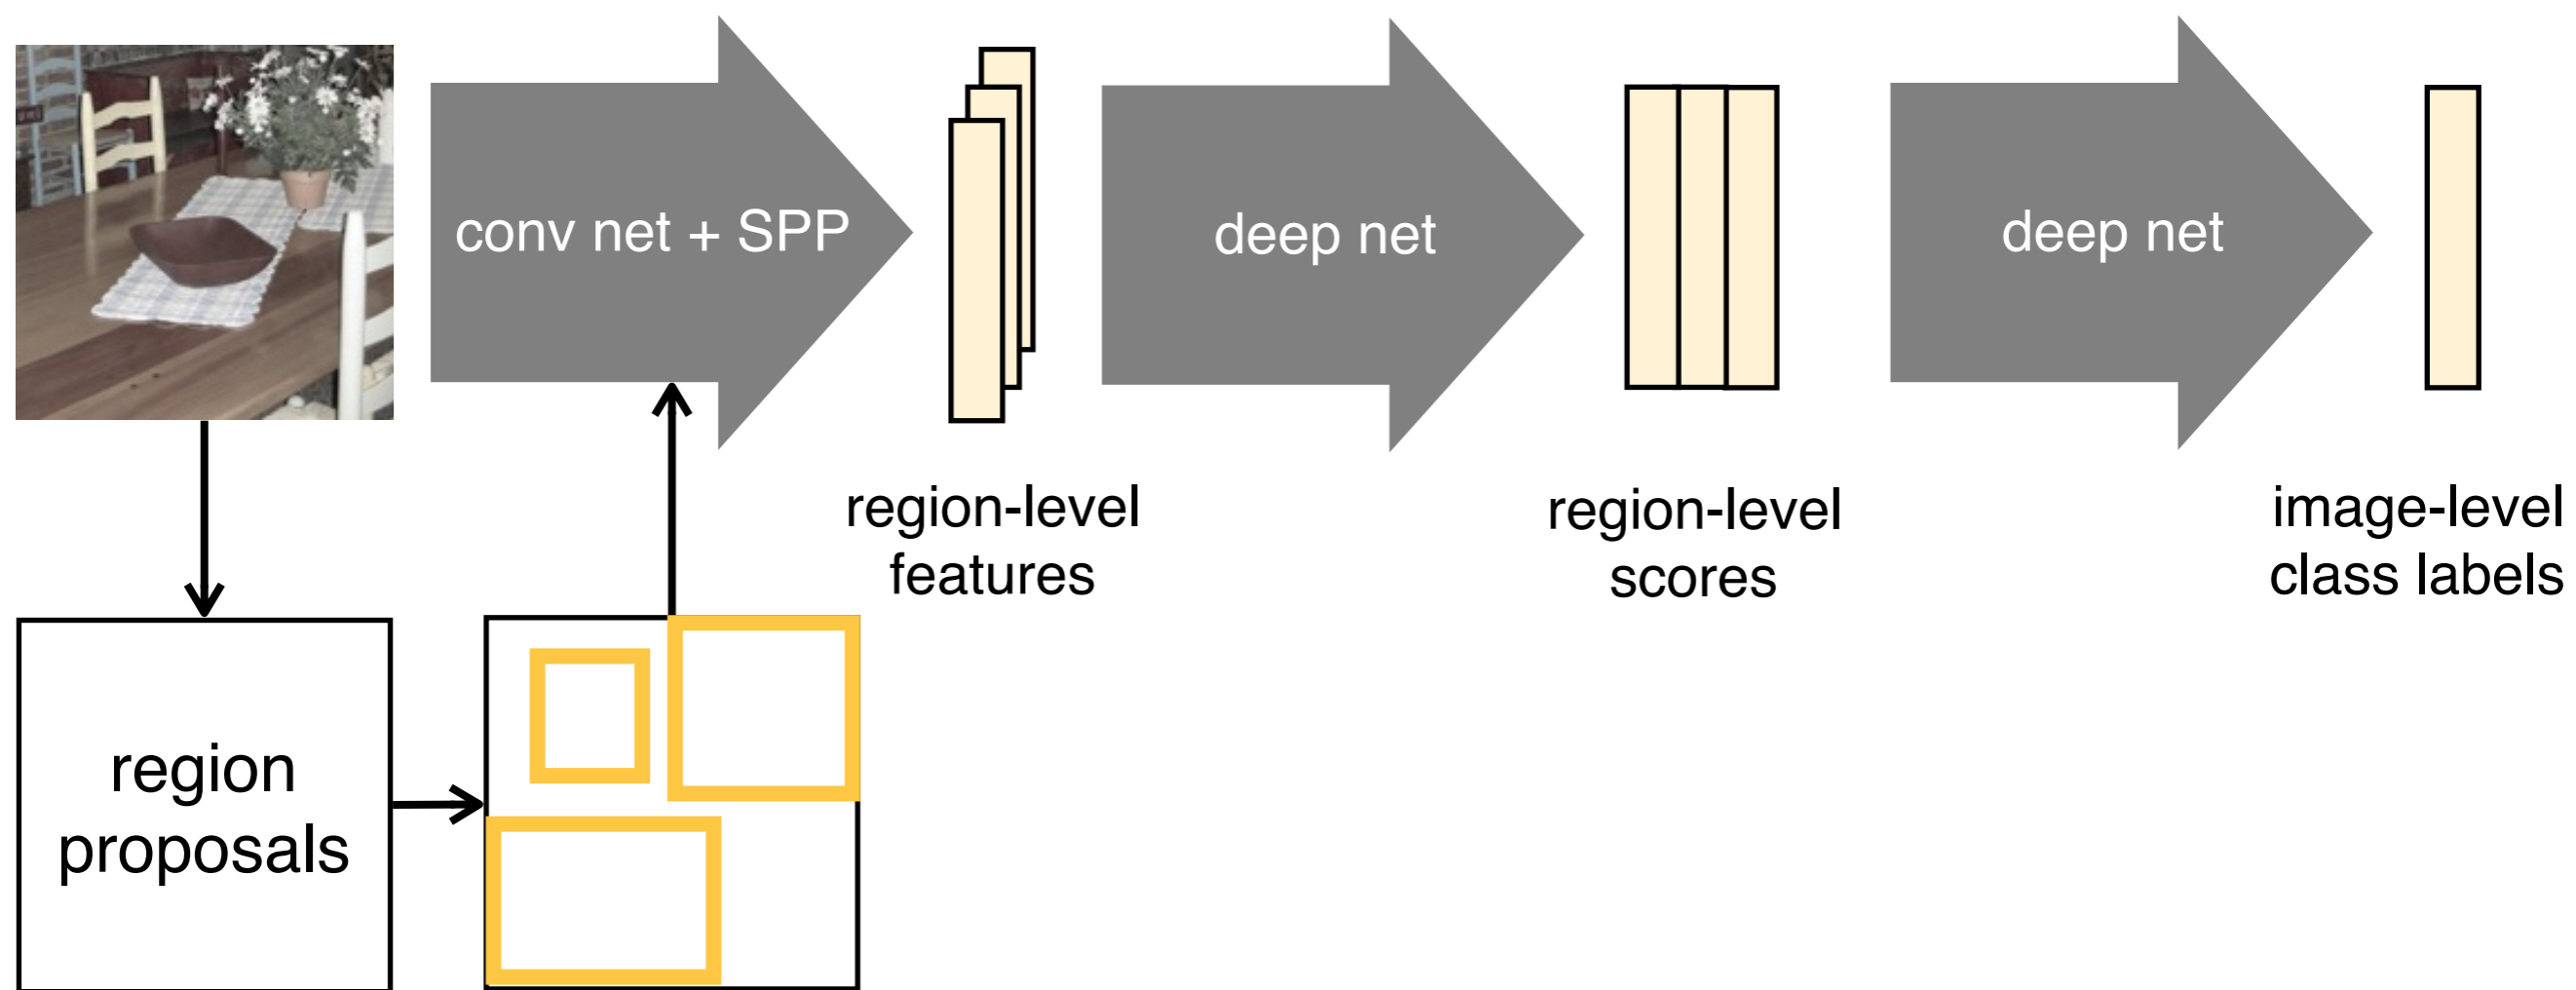 conv net + SPP
deep net
deep net
region-level
features
region-level
scores
image-level
class labels
region
proposals